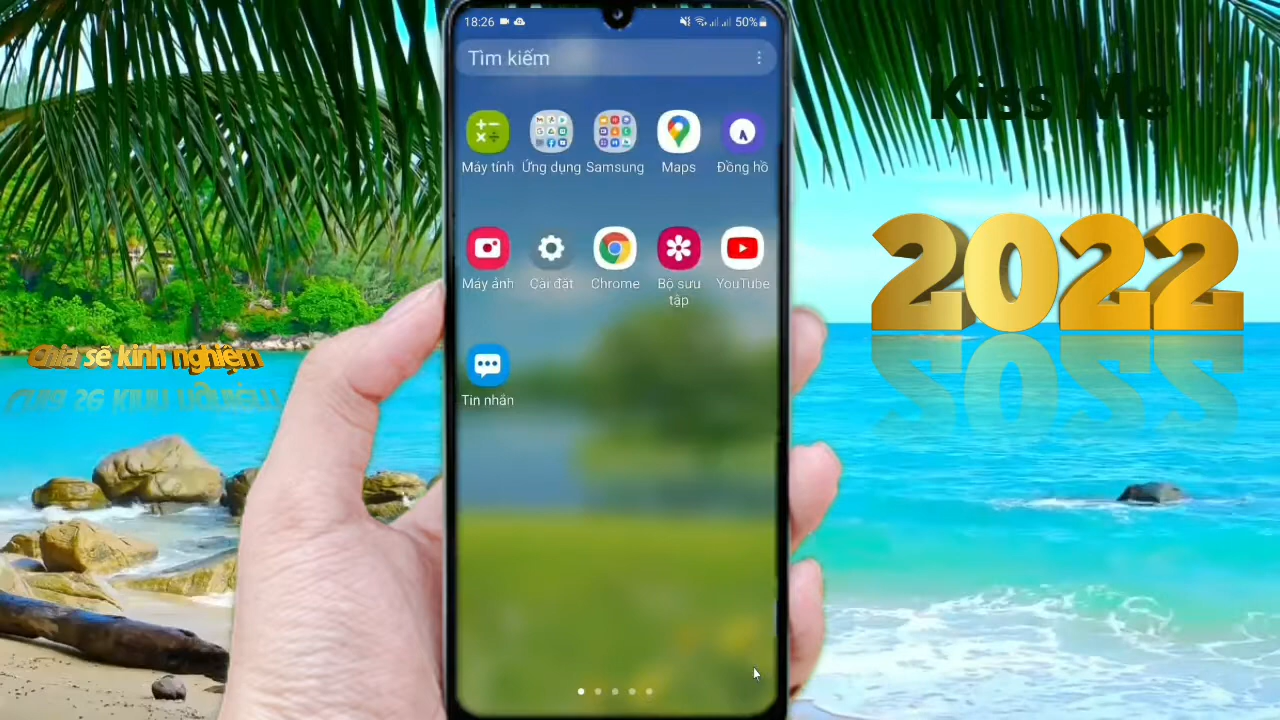 18:26
50%
Tìm kiếm
Máy tính
Ứng dụng
Samsung
Maps
Đồng hồ
Máy ảnh
Cài đặt
Chrome
Bộ sưu
tập
YouTube
Tin nhắn
Kiss Me
2022
Chia sẽ kinh nghiệm